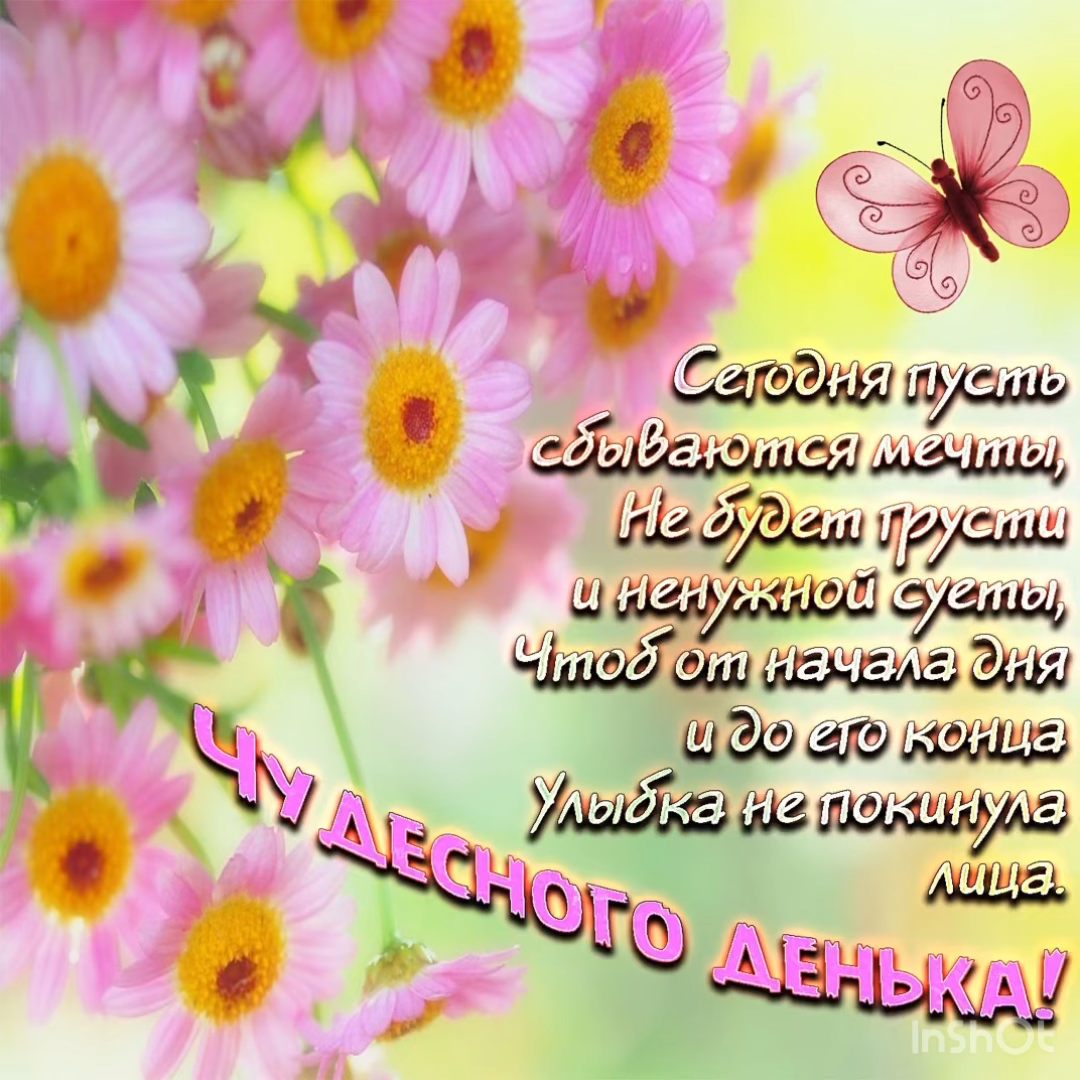 Сегодня пусть
сбываются мечты,
Не будет грусти
и ненужной суеты,
Чтоб от начала дня
и до его конца
Улыбка не покинула
лица.
ЧУДЕСНОГО ДЕНЬКА!
InShOt